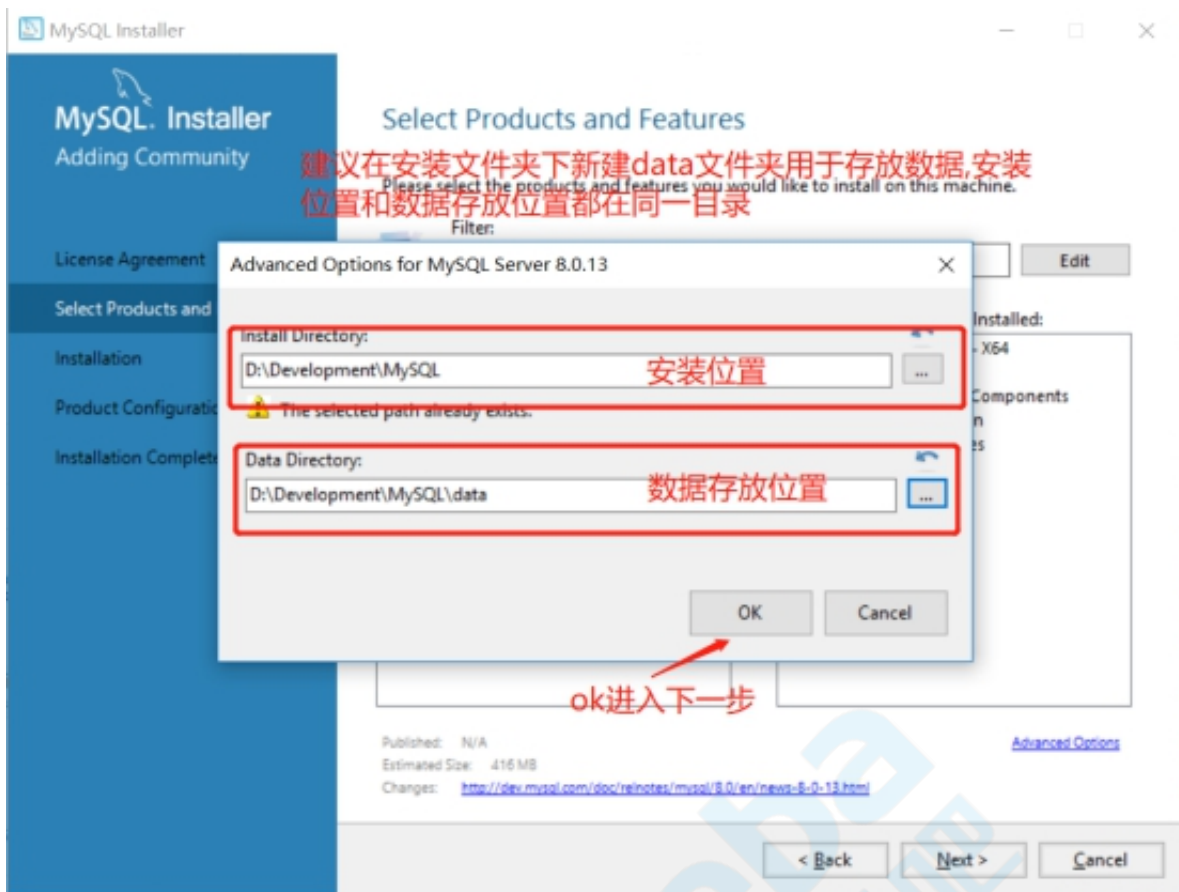 MySQL Installer
MySQL. Installer
Adding Community
License Agreement
Select Products and
Installation
Product Configuratio
Installation Complete
Select Products and Features
建议在安装文件夹下新建data文件夹用于存放数据,安装
位置和数据存放位置都在同一目录
Please select the products and features you would like to install on this machine.
Filter:
Edit
Advanced Options for MySQL Server 8.0.13
Installed:
- X64
Components
n
es
Install Directory:
D:\Development\MySQL
安装位置
...
The selected path already exists.
Data Directory:
D:\Development\MySQL\data
数据存放位置
...
OK
Cancel
ok进入下一步
Published: N/A
Advanced Options
Estimated Size: 416 MB
Changes: http://dev.mysql.com/doc/relnotes/mysql/8.0/en/news-8-0-13.html
< Back
Next >
Cancel